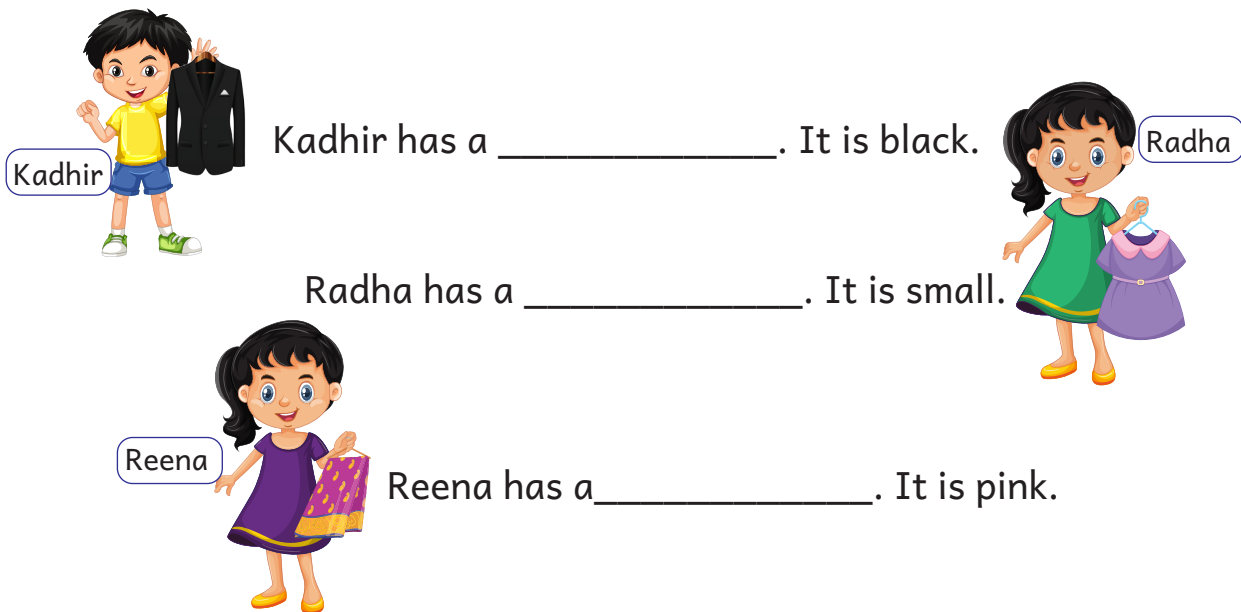 Kadhir has a ____________. It is black.
Kadhir
Radha
Radha has a ____________. It is small.
Reena
Reena has a____________. It is pink.